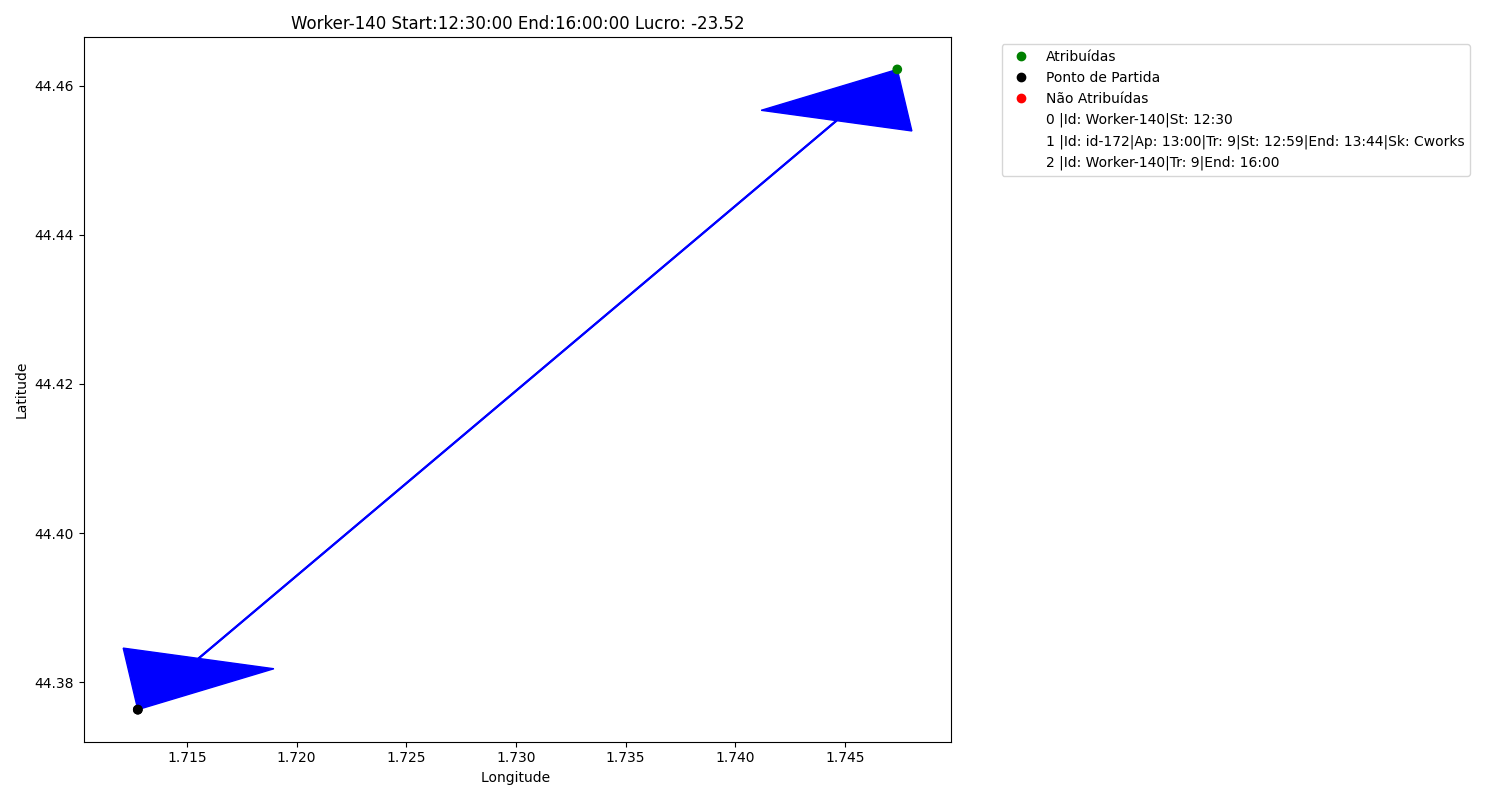 Worker-140 Start:12:30:00 End:16:00:00 Lucro: -23.52
Atribuídas
Ponto de Partida
Não Atribuídas
0 |Id: Worker-140|St: 12:30
1 |Id: id-172|Ap: 13:00|Tr: 9|St: 12:59|End: 13:44|Sk: Cworks
2 |Id: Worker-140|Tr: 9|End: 16:00
Latitude
44.46
44.44
44.42
44.40
44.38
1.715
1.720
1.725
1.730
1.735
1.740
1.745
Longitude